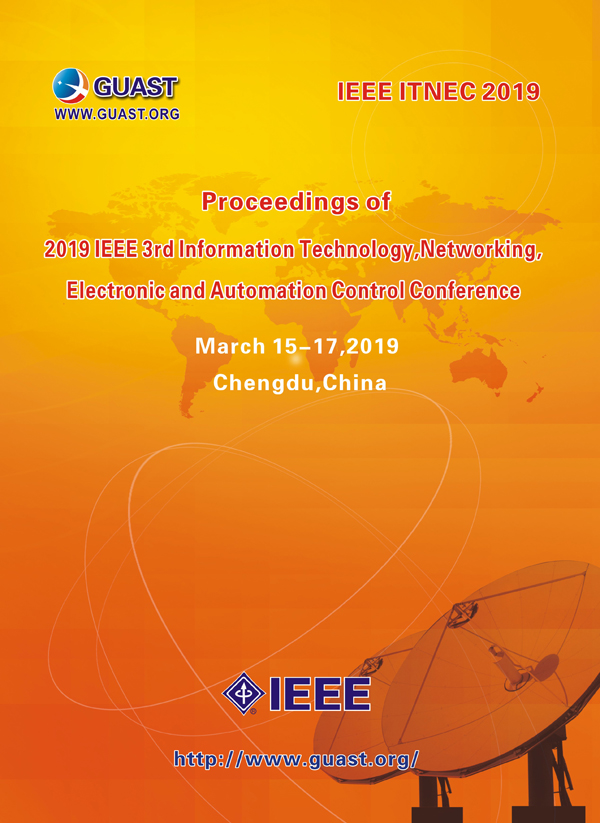 GUAST
WWW.GUAST.ORG
IEEE ITNEC 2019
Proceedings of
2019 IEEE 3rd Information Technology,Networking,
Electronic and Automation Control Conference
March 15-17,2019
Chengdu,China
IEEE
®
http://www.guast.org/